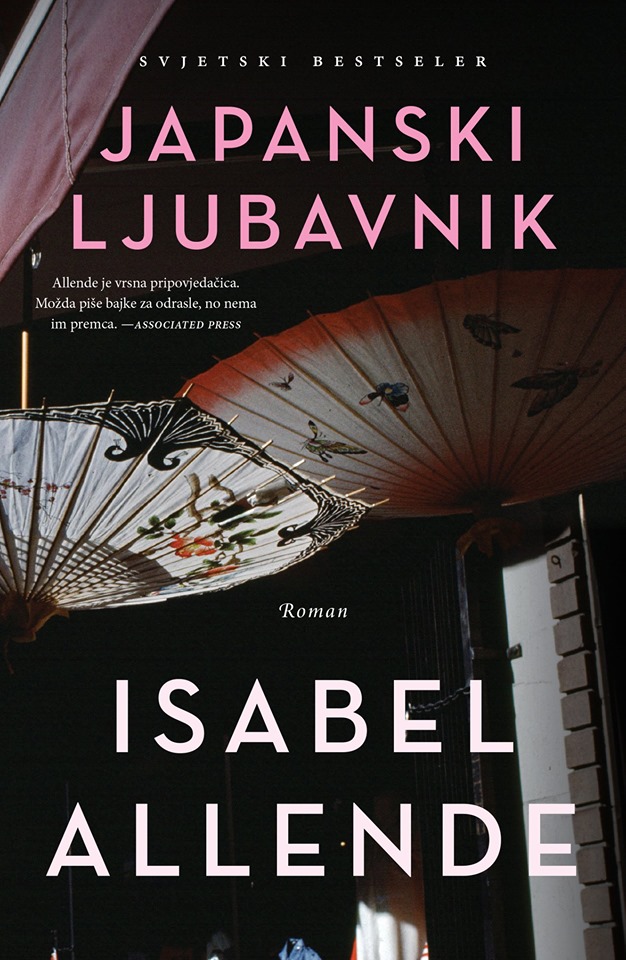 SVJETSKI BESTSELER
JAPANSKI
LJUBAVNIK
Allende je vrsna pripovjedačica.
Možda piše bajke za odrasle, no nema
im premca. —ASSOCIATED PRESS
Roman
ISABEL
ALLENDE